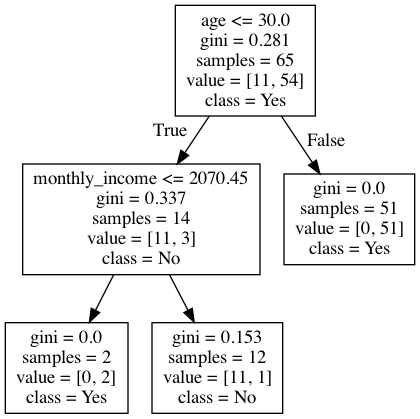 age <= 30.0
gini = 0.281
samples = 65
value = [11, 54]
class = Yes
True
False
monthly_income <= 2070.45
gini = 0.337
samples = 14
value = [11, 3]
class = No
gini = 0.0
samples = 51
value = [0, 51]
class = Yes
gini = 0.0
samples = 2
value = [0, 2]
class = Yes
gini = 0.153
samples = 12
value = [11, 1]
class = No